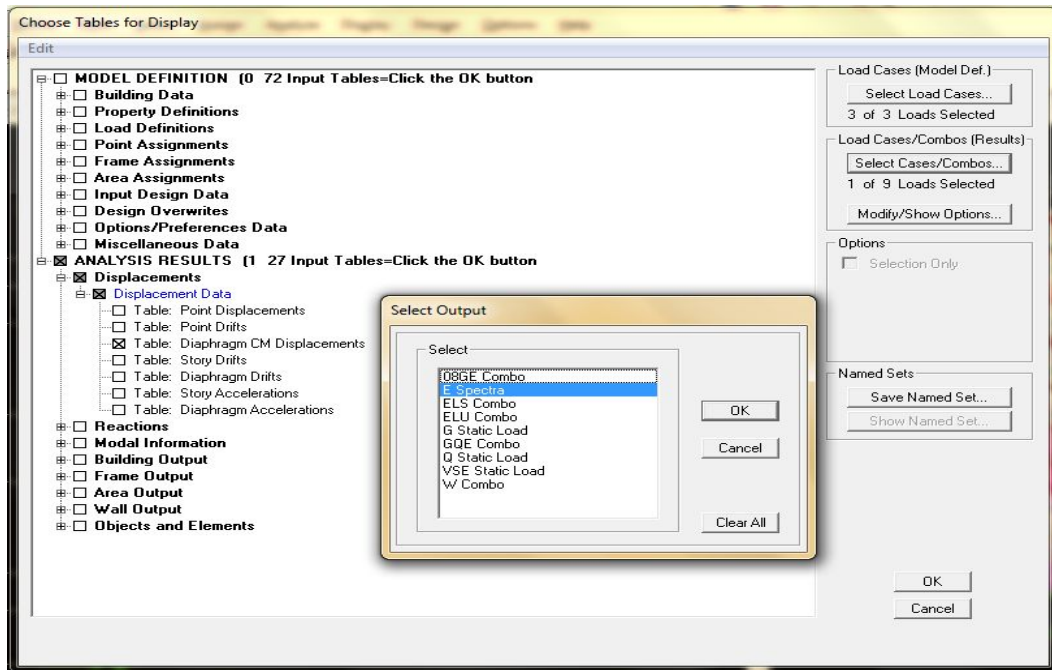 Choose Tables for Display
Edit
MODEL DEFINITION (0 72 Input Tables=Click the OK button
Building Data
Property Definitions
Load Definitions
Point Assignments
Frame Assignments
Area Assignments
Input Design Data
Design Overwrites
Options/Preferences Data
Miscellaneous Data
ANALYSIS RESULTS (1 27 Input Tables=Click the OK button
Displacements
Displacement Data
Table: Point Displacements
Table: Point Drifts
Table: Diaphragm CM Displacements
Table: Story Drifts
Table: Diaphragm Drifts
Table: Story Accelerations
Table: Diaphragm Accelerations
Reactions
Modal Information
Building Output
Frame Output
Area Output
Wall Output
Objects and Elements
Select Output
Select
08GE Combo
E Spectra
ELS Combo
ELU Combo
G Static Load
GQE Combo
Q Static Load
VSE Static Load
W Combo
OK
Cancel
Clear All
Load Cases (Model Def.)
Select Load Cases...
3 of 3 Loads Selected
Load Cases/Combos (Results)
Select Cases/Combos...
1 of 9 Loads Selected
Modify/Show Options...
Options
Selection Only
Named Sets
Save Named Set...
Show Named Set...
OK
Cancel